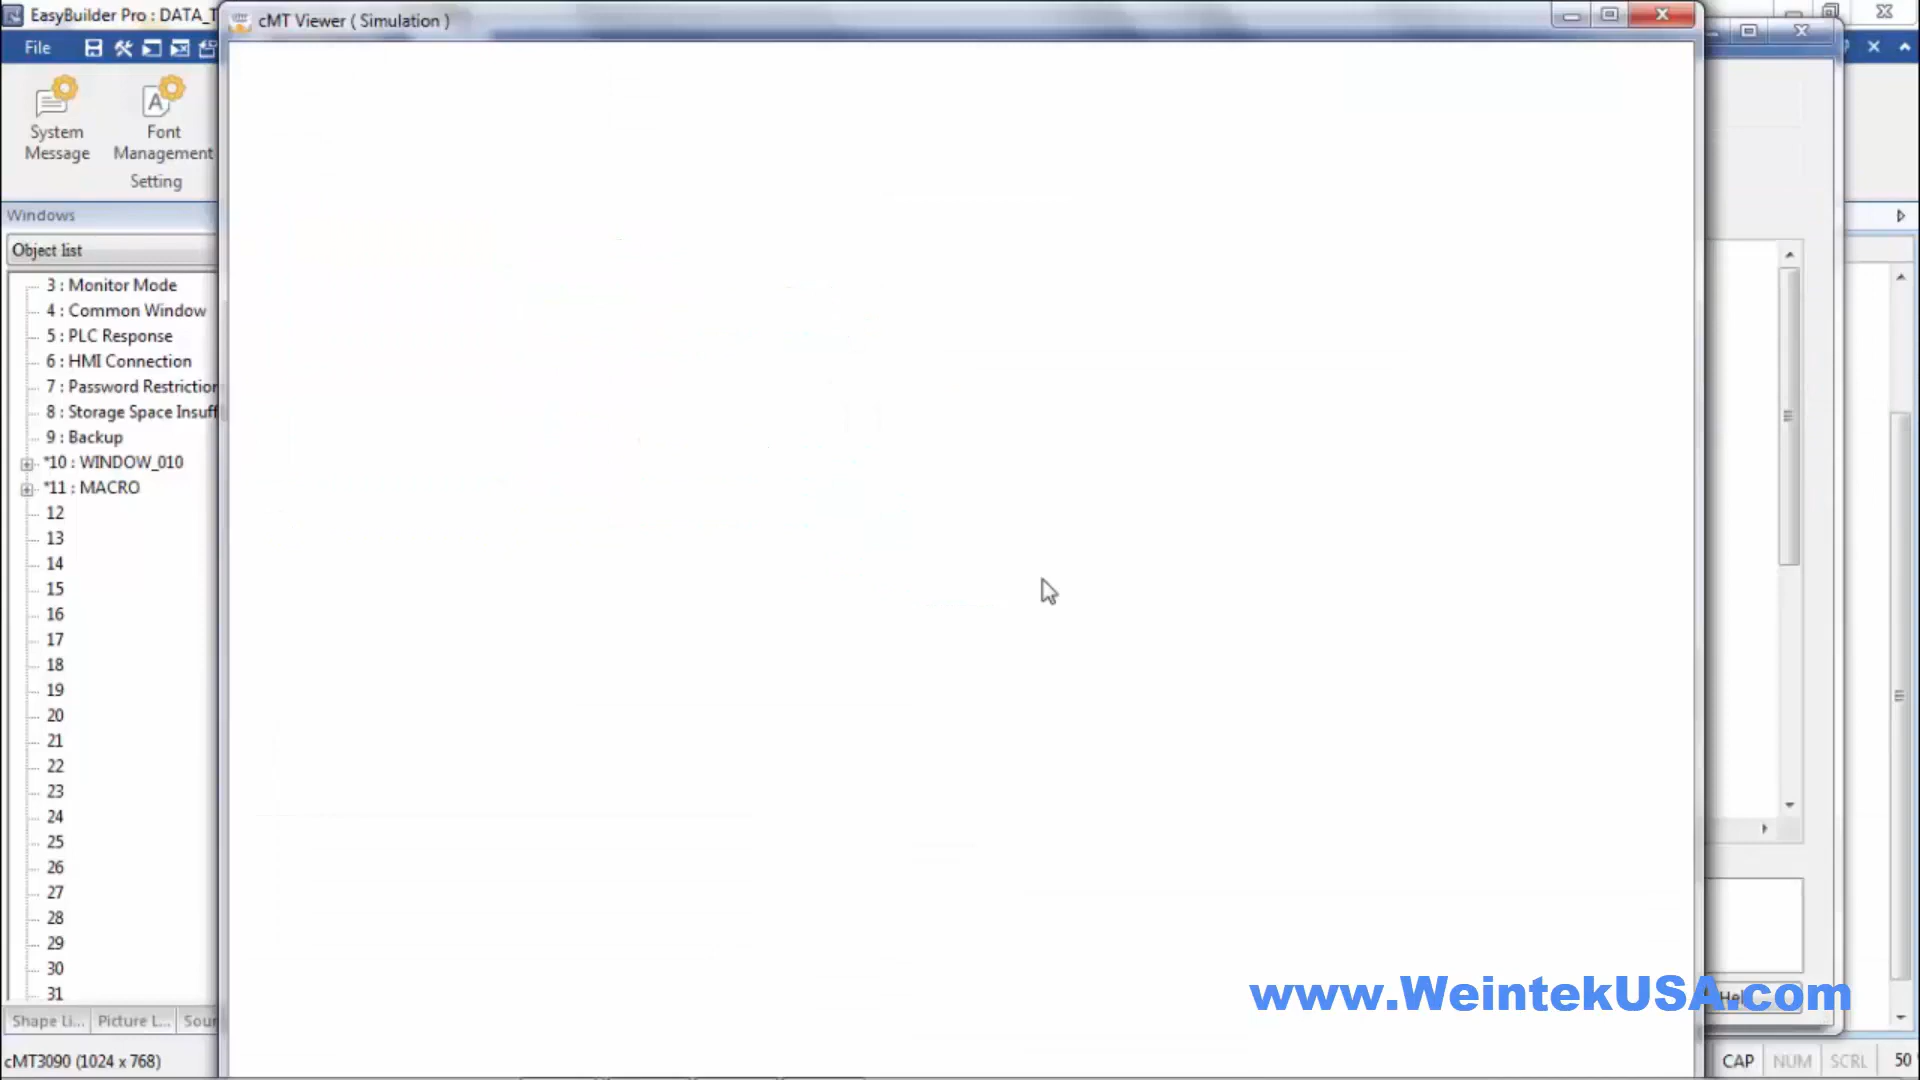 EasyBuilder Pro : DATA_T
cMT Viewer ( Simulation )
File
System
Message
Font
Management
Setting
Windows
Object list
3 : Monitor Mode
4 : Common Window
5 : PLC Response
6 : HMI Connection
7 : Password Restriction
8 : Storage Space Insuff
9 : Backup
*10 : WINDOW_010
*11 : MACRO
12
13
14
15
16
17
18
19
20
21
22
23
24
25
26
27
28
29
30
31
www.WeintekUSA.com
Shape Li...
Picture L...
Sour
cMT3090 (1024 x 768)
CAP
NUM
SCRL
50